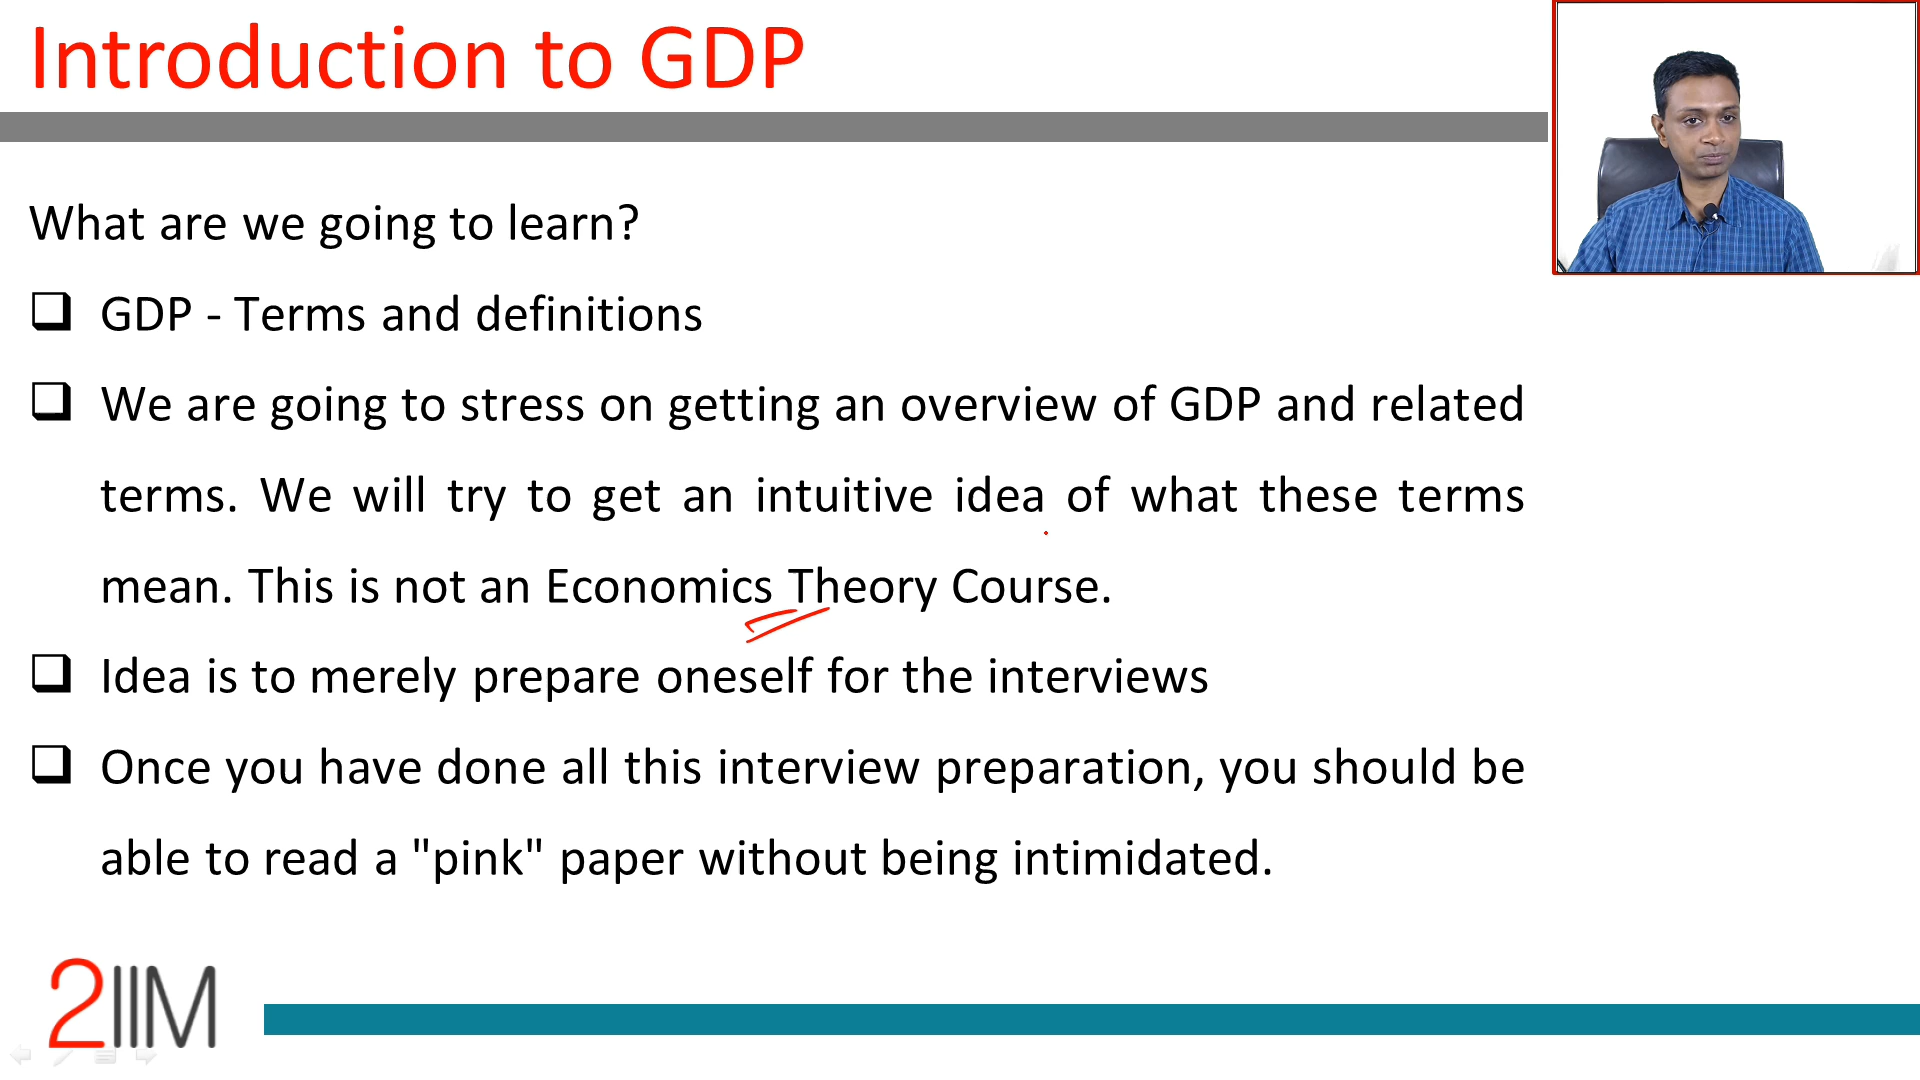 Introduction to GDP
What are we going to learn?
GDP - Terms and definitions
We are going to stress on getting an overview of GDP and related
terms. We will try to get an intuitive idea of what these terms
mean. This is not an Economics Theory Course.
Idea is to merely prepare oneself for the interviews
Once you have done all this interview preparation, you should be
able to read a "pink" paper without being intimidated.
2IIM